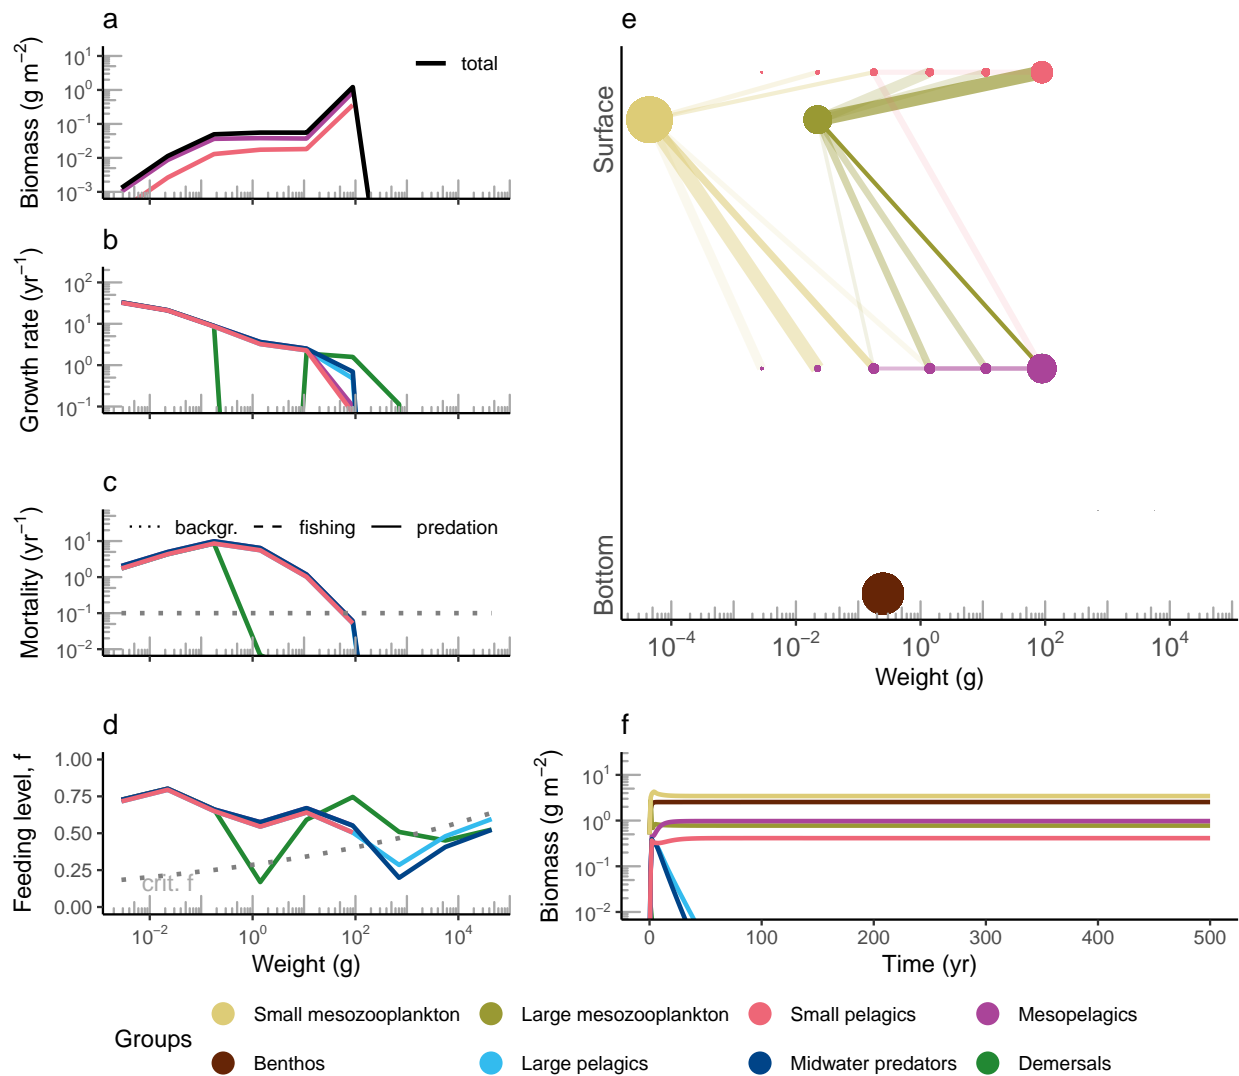 a
Biomass (g m⁻²)
10¹
10⁰
10⁻¹
10⁻²
10⁻³
total
b
Growth rate (yr⁻¹)
10²
10¹
10⁰
10⁻¹
c
Mortality (yr⁻¹)
10¹
10⁰
10⁻¹
10⁻²
backgr. fishing predation
d
Feeding level, f
1.00
0.75
0.50
0.25
0.00
crit. f
10⁻² 10⁰ 10² 10⁴
Weight (g)
e
Surface
Bottom
10⁻⁴ 10⁻² 10⁰ 10² 10⁴
Weight (g)
f
Biomass (g m⁻²)
10¹
10⁰
10⁻¹
10⁻²
0 100 200 300 400 500
Time (yr)
Groups
Small mesozooplankton Large mesozooplankton Small pelagics Mesopelagics
Benthos Large pelagics Midwater predators Demersals